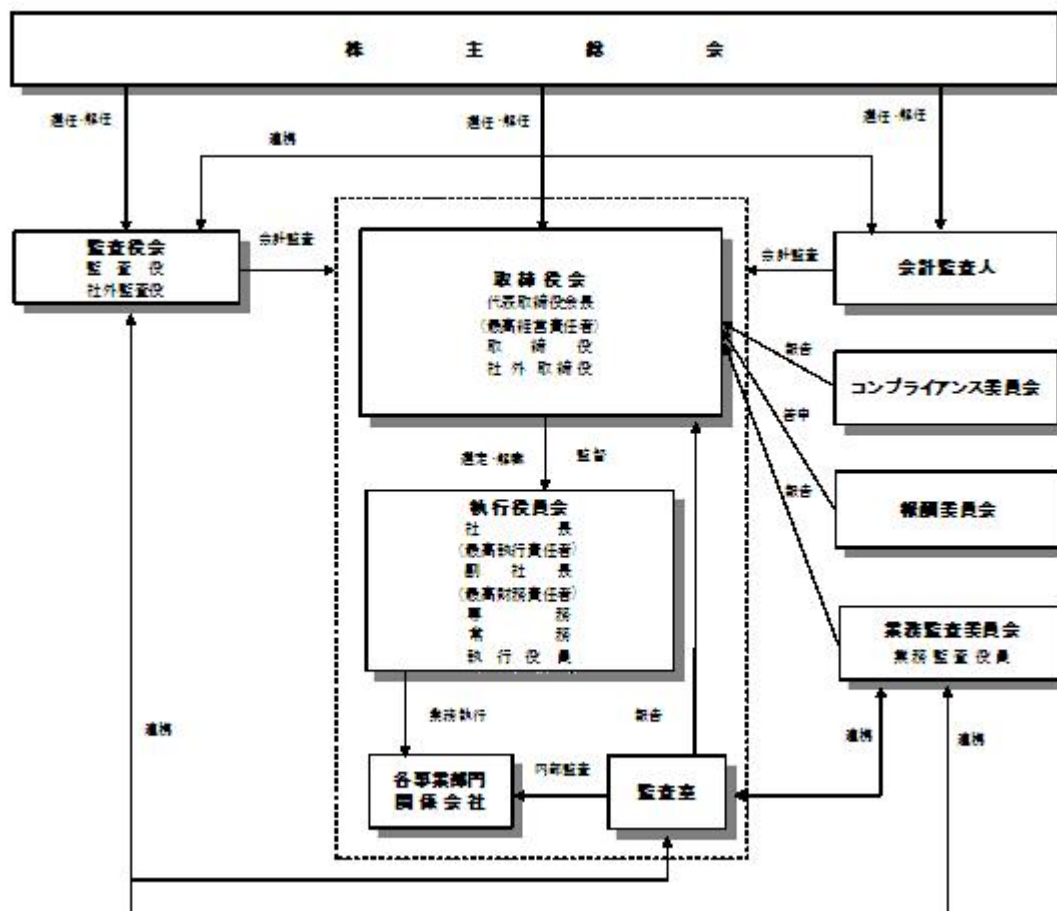 株主総会
選任・解任
選任・解任
選任・解任
連携
監査役会
監査役
社外監査役
会計監査
取締役会
代表取締役会長
(最高経営責任者)
取締役
社外取締役
会計監査
会計監査人
報告
コンプライアンス委員会
答申
報酬委員会
報告
業務監査委員会
業務監査役員
選定・解職
監督
執行役員会
社長
(最高執行責任者)
副社長
(最高財務責任者)
専務
常務
執行役員
業務執行
報告
連携
連携
連携
各事業部門
関係会社
内部監査
監査室